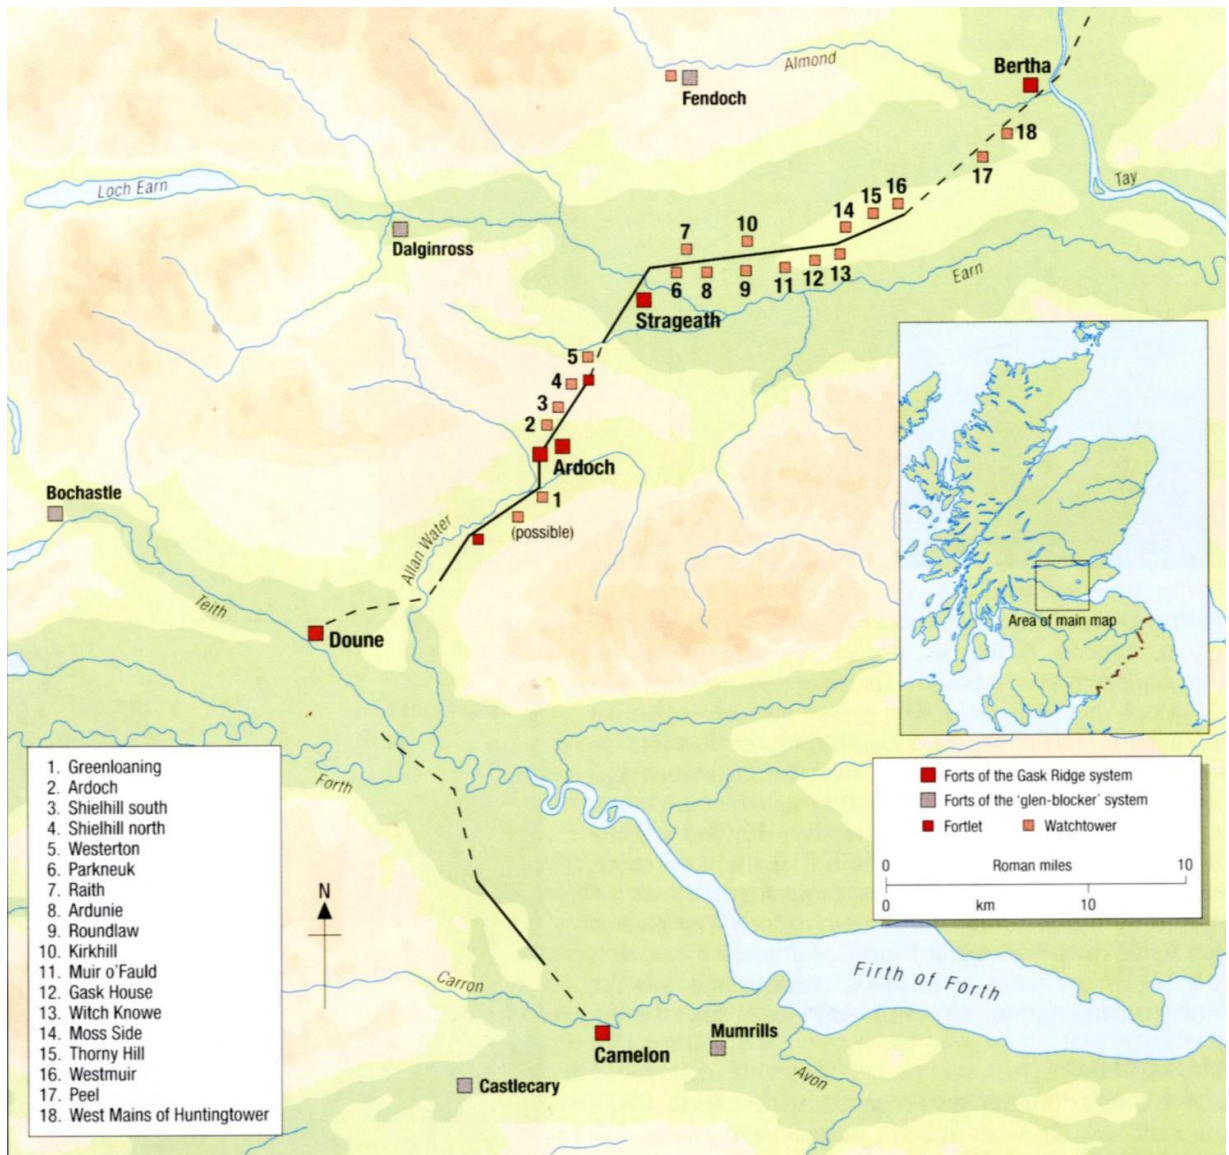 Almond
Bertha
Fendoch
18
17
Tay
Loch Earn
16
15
14
10
7
Dalginross
6
8
9
11
12
13
Earn
Strageath
5
4
3
2
Ardoch
Bochastle
1
(possible)
Allan Water
Teith
Doune
Area of main map
Forth
1. Greenloaning
2. Ardoch
3. Shielhill south
4. Shielhill north
5. Westerton
6. Parkneuk
7. Raith
8. Ardunie
9. Roundlaw
10. Kirkhill
11. Muir o'Fauld
12. Gask House
13. Witch Knowe
14. Moss Side
15. Thorny Hill
16. Westmuir
17. Peel
18. West Mains of Huntingtower
N
Forts of the Gask Ridge system
Forts of the 'glen-blocker' system
Fortlet Watchtower
0 Roman miles 10
0 km 10
Firth of Forth
Carron
Camelon
Mumrills
Castlecary
Avon